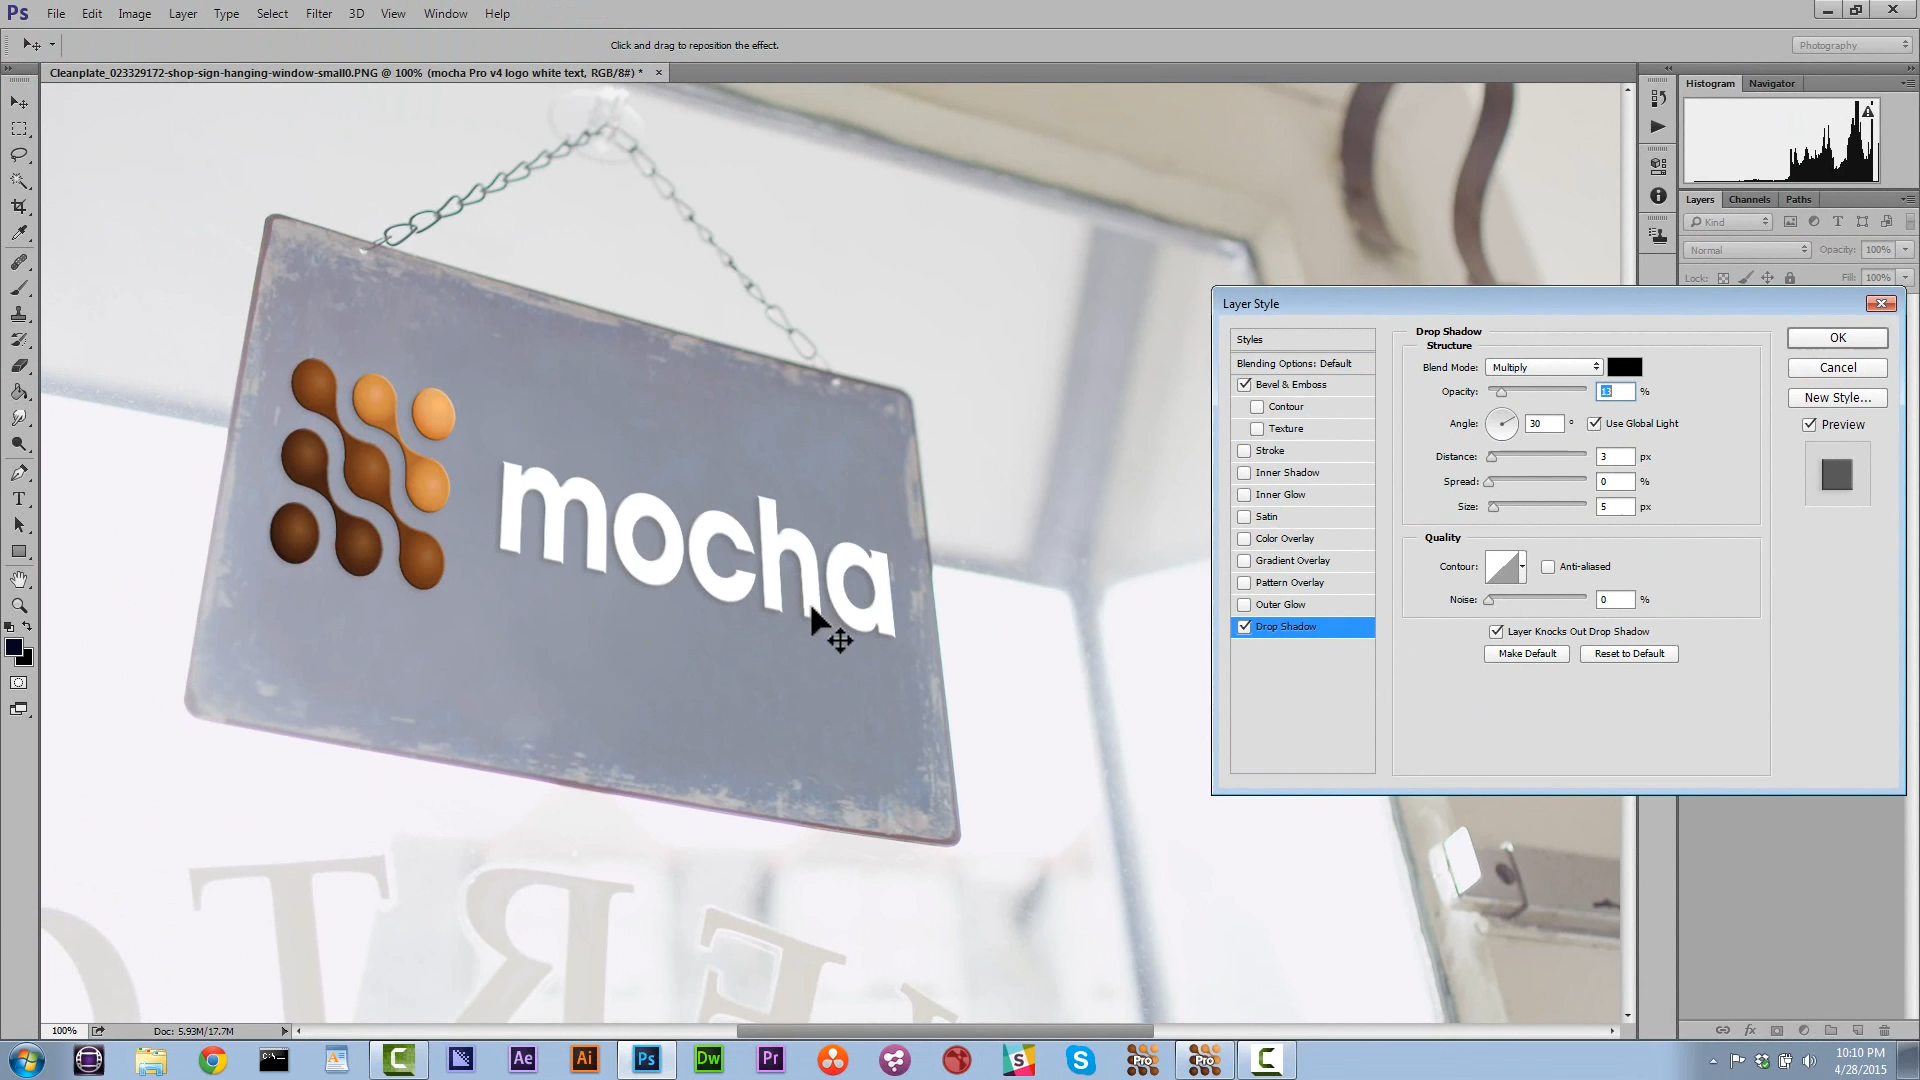 Ps File Edit Image Layer Type Select Filter 3D View Window Help
Click and drag to reposition the effect.
Photography
Cleanplate_023329172-shop-sign-hanging-window-small0.PNG @ 100% (mocha Pro v4 logo white text, RGB/8#) *
Histogram Navigator
Layers Channels Paths
Kind
Normal Opacity: 100%
Lock: Fill: 100%
mocha
Layer Style
Styles
Blending Options: Default
Bevel & Emboss
Contour
Texture
Stroke
Inner Shadow
Inner Glow
Satin
Color Overlay
Gradient Overlay
Pattern Overlay
Outer Glow
Drop Shadow
Drop Shadow
Structure
Blend Mode: Multiply
Opacity: 13 %
Angle: 30 ° Use Global Light
Distance: 3 px
Spread: 0 %
Size: 5 px
Quality
Contour: Anti-aliased
Noise: 0 %
Layer Knocks Out Drop Shadow
Make Default Reset to Default
OK
Cancel
New Style...
Preview
100% Doc: 5.93M/17.7M
Ae Ai Ps Dw Pr Pro Pro
10:10 PM
4/28/2015